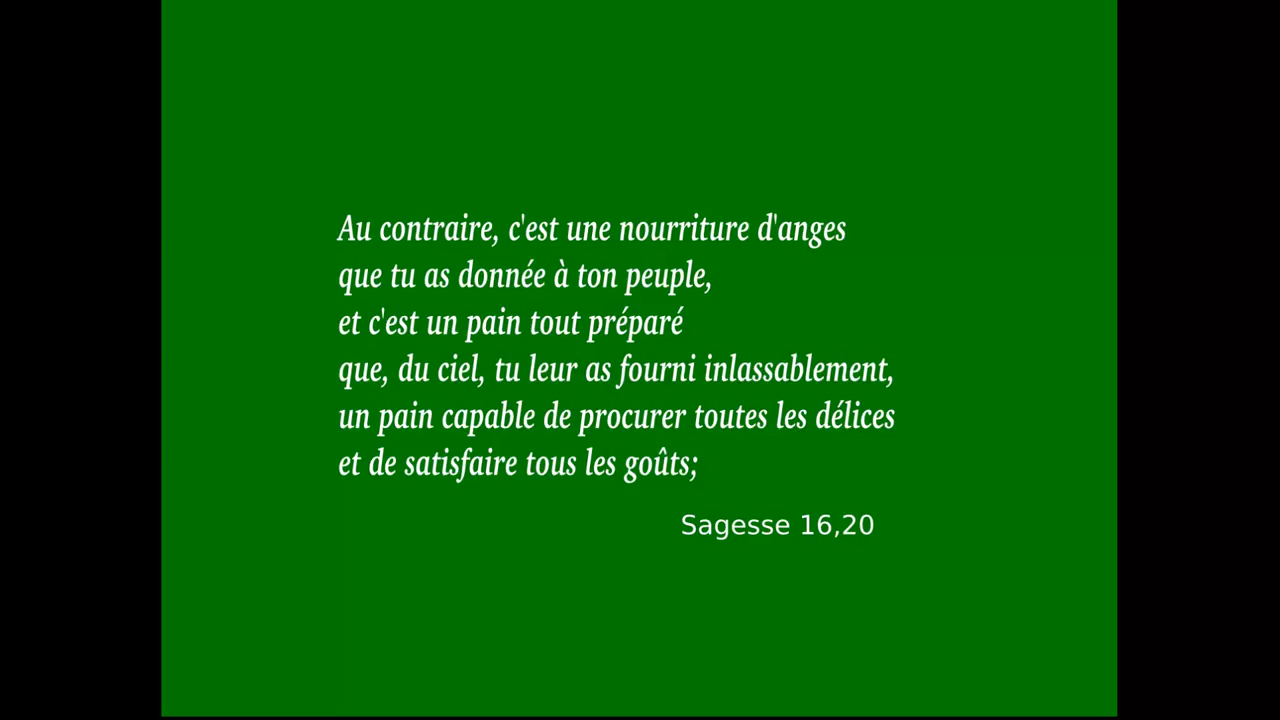 Au contraire, c'est une nourriture d'anges
que tu as donnée à ton peuple,
et c'est un pain tout préparé
que, du ciel, tu leur as fourni inlassablement,
un pain capable de procurer toutes les délices
et de satisfaire tous les goûts;
Sagesse 16,20